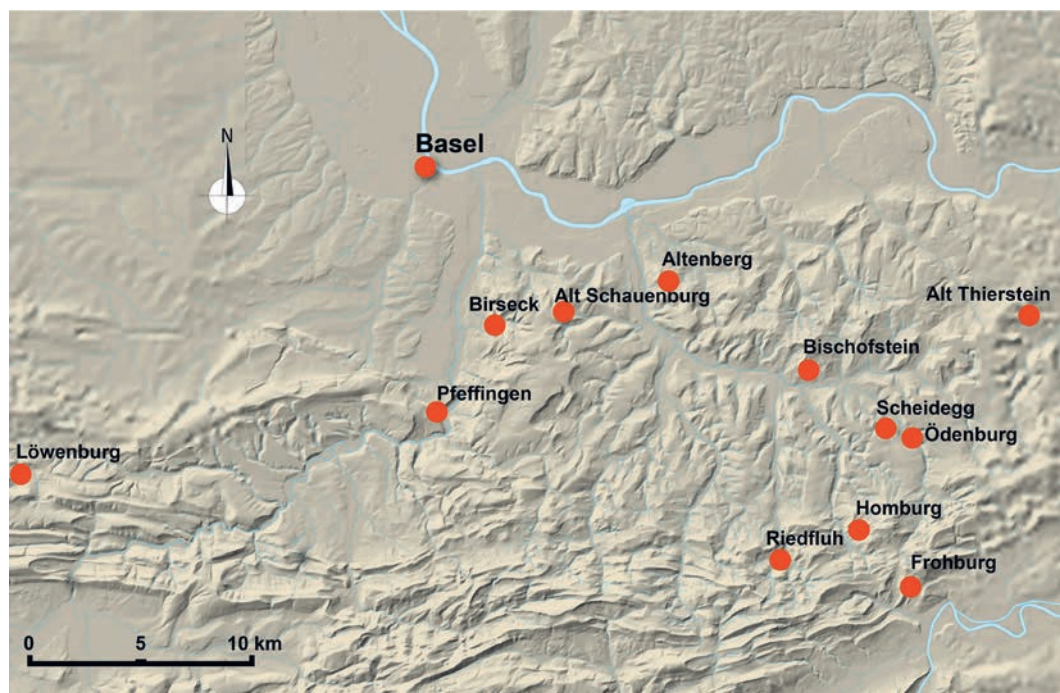 N
Basel
Altenberg
Birseck
Alt Schauenburg
Alt Thierstein
Bischofstein
Pfeffingen
Scheidegg
Ödenburg
Löwenburg
Homburg
Riedfluh
Frohburg
0 5 10 km